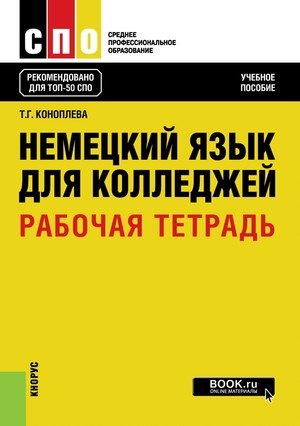 СПО
СРЕДНЕЕ
ПРОФЕССИОНАЛЬНОЕ
ОБРАЗОВАНИЕ
РЕКОМЕНДОВАНО
ДЛЯ ТОП-50 СПО
УЧЕБНОЕ
ПОСОБИЕ
Т.Г. КОНОПЛЕВА
НЕМЕЦКИЙ ЯЗЫК
ДЛЯ КОЛЛЕДЖЕЙ
РАБОЧАЯ ТЕТРАДЬ
КНОРУС
BOOK.ru
ONLINE МАТЕРИАЛЫ